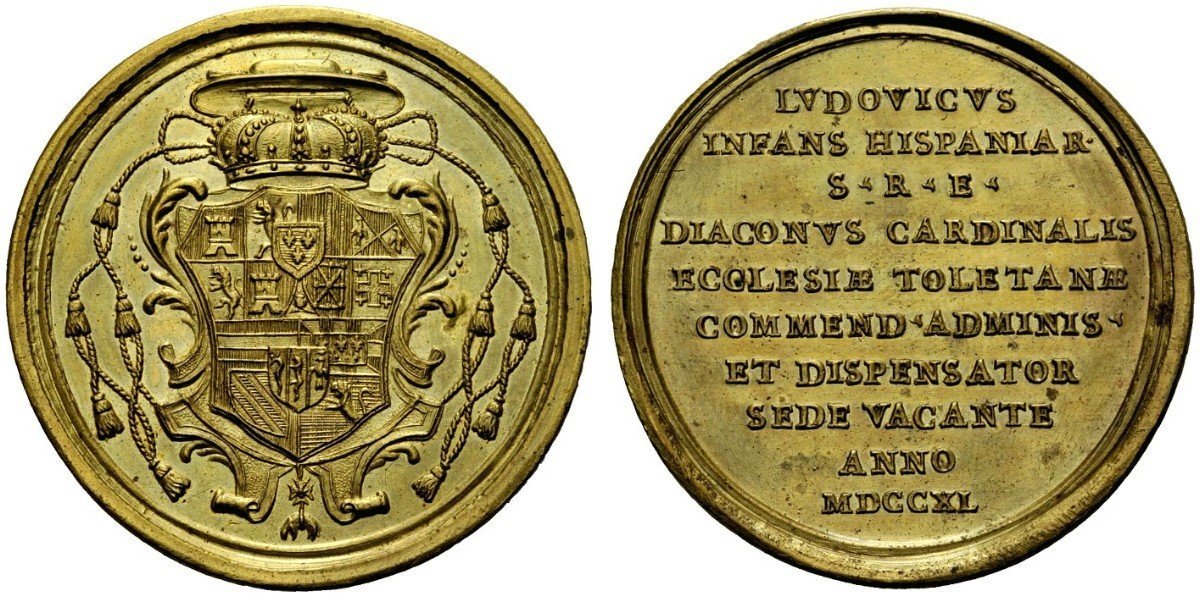 LVDOVICVS
INFANS HISPANIAR·
S · R · E ·
DIACONVS CARDINALIS
ECCLESIÆ TOLETANÆ
COMMEND · ADMINIS ·
ET DISPENSATOR
SEDE VACANTE
ANNO
MDCCXL